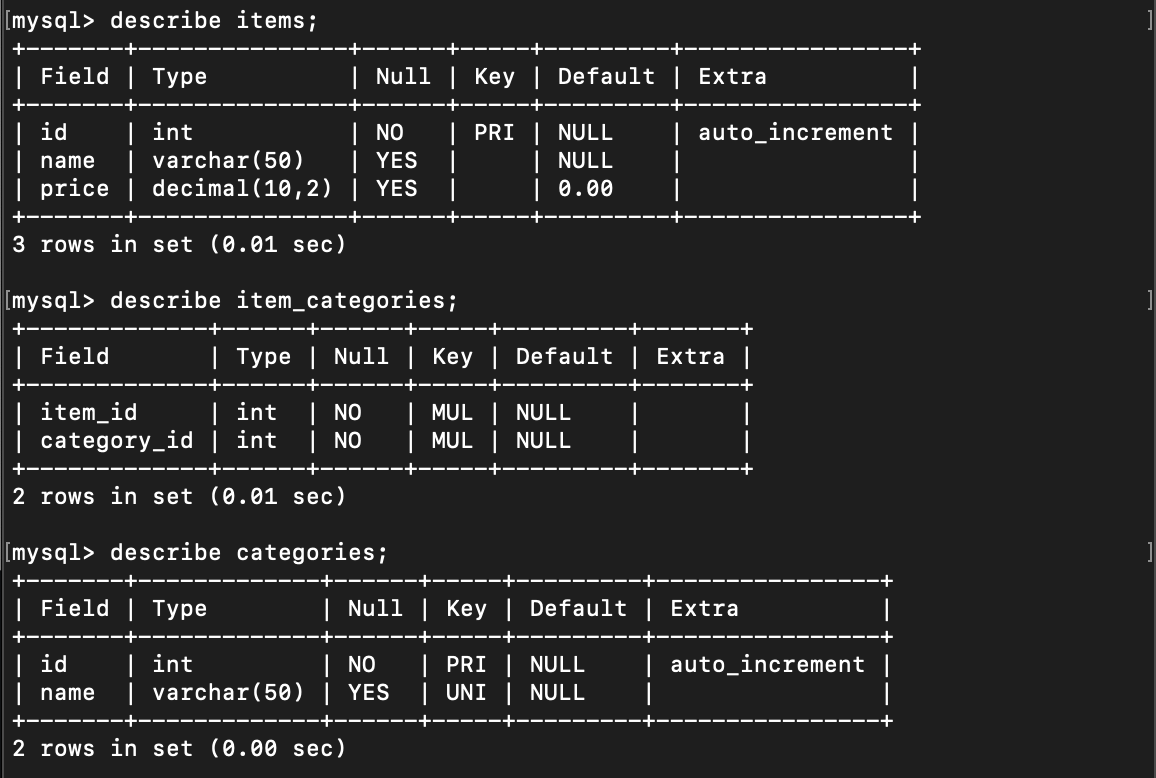 [mysql> describe items; ]
+-------+---------------+------+-----+---------+----------------+
| Field | Type          | Null | Key | Default | Extra          |
+-------+---------------+------+-----+---------+----------------+
| id    | int           | NO   | PRI | NULL    | auto_increment |
| name  | varchar(50)   | YES  |     | NULL    |                |
| price | decimal(10,2) | YES  |     | 0.00    |                |
+-------+---------------+------+-----+---------+----------------+
3 rows in set (0.01 sec)
[mysql> describe item_categories; ]
+-------------+------+------+-----+---------+-------+
| Field       | Type | Null | Key | Default | Extra |
+-------------+------+------+-----+---------+-------+
| item_id     | int  | NO   | MUL | NULL    |       |
| category_id | int  | NO   | MUL | NULL    |       |
+-------------+------+------+-----+---------+-------+
2 rows in set (0.01 sec)
[mysql> describe categories; ]
+-------+-------------+------+-----+---------+----------------+
| Field | Type        | Null | Key | Default | Extra          |
+-------+-------------+------+-----+---------+----------------+
| id    | int         | NO   | PRI | NULL    | auto_increment |
| name  | varchar(50) | YES  | UNI | NULL    |                |
+-------+-------------+------+-----+---------+----------------+
2 rows in set (0.00 sec)